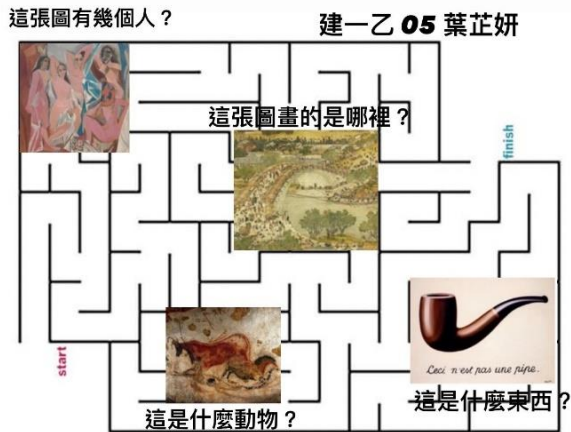 這張圖有幾個人？
建一乙 05 葉芷妍
這張圖畫的是哪裡？
finish
Ceci n'est pas une pipe.
start
這是什麼東西？
這是什麼動物？